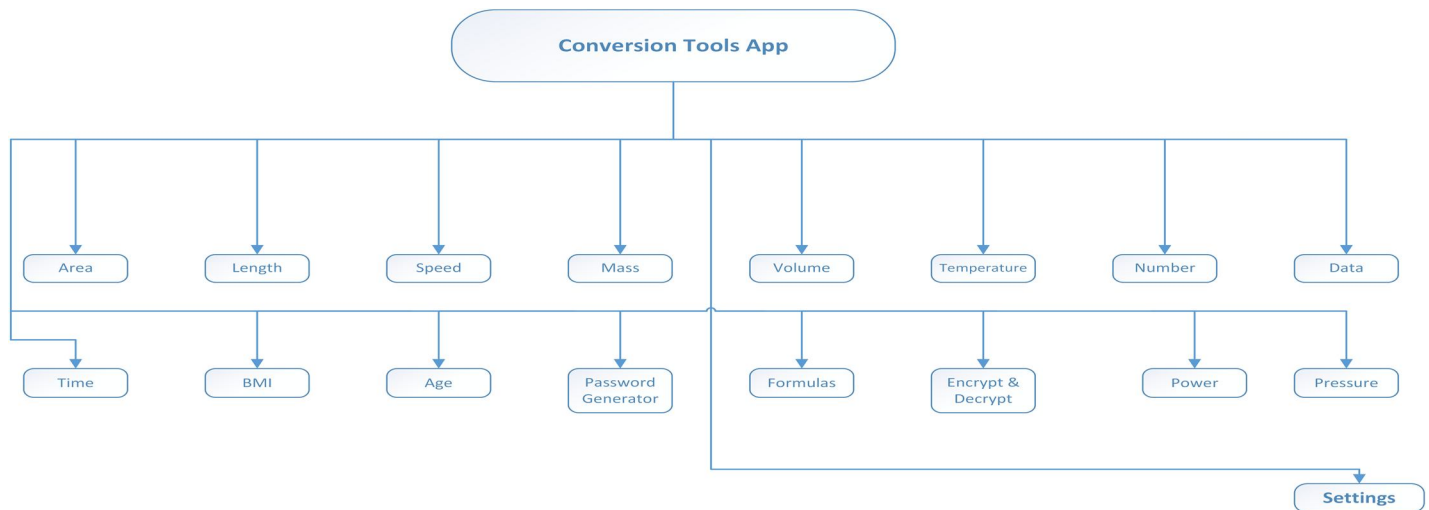 Conversion Tools App
Area
Length
Speed
Mass
Volume
Temperature
Number
Data
Time
BMI
Age
Password
Generator
Formulas
Encrypt &
Decrypt
Power
Pressure
Settings